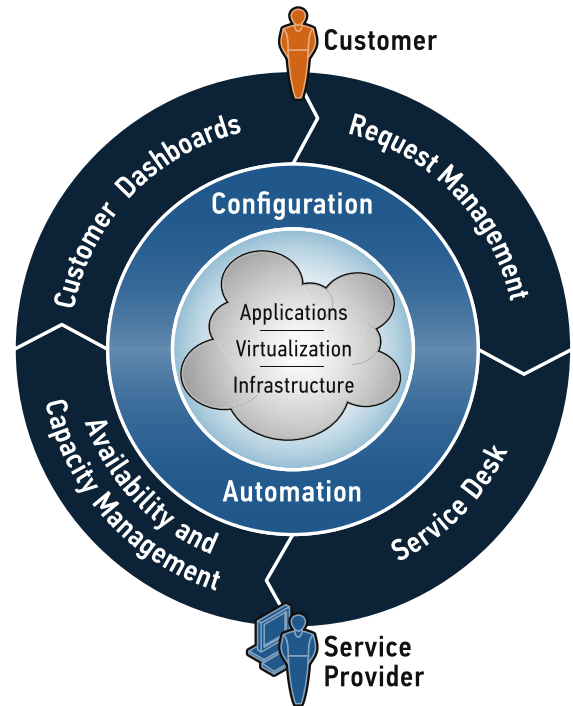 Customer
Customer Dashboards
Request Management
Configuration
Applications
Virtualization
Infrastructure
Automation
Availability and
Capacity Management
Service Desk
Service
Provider